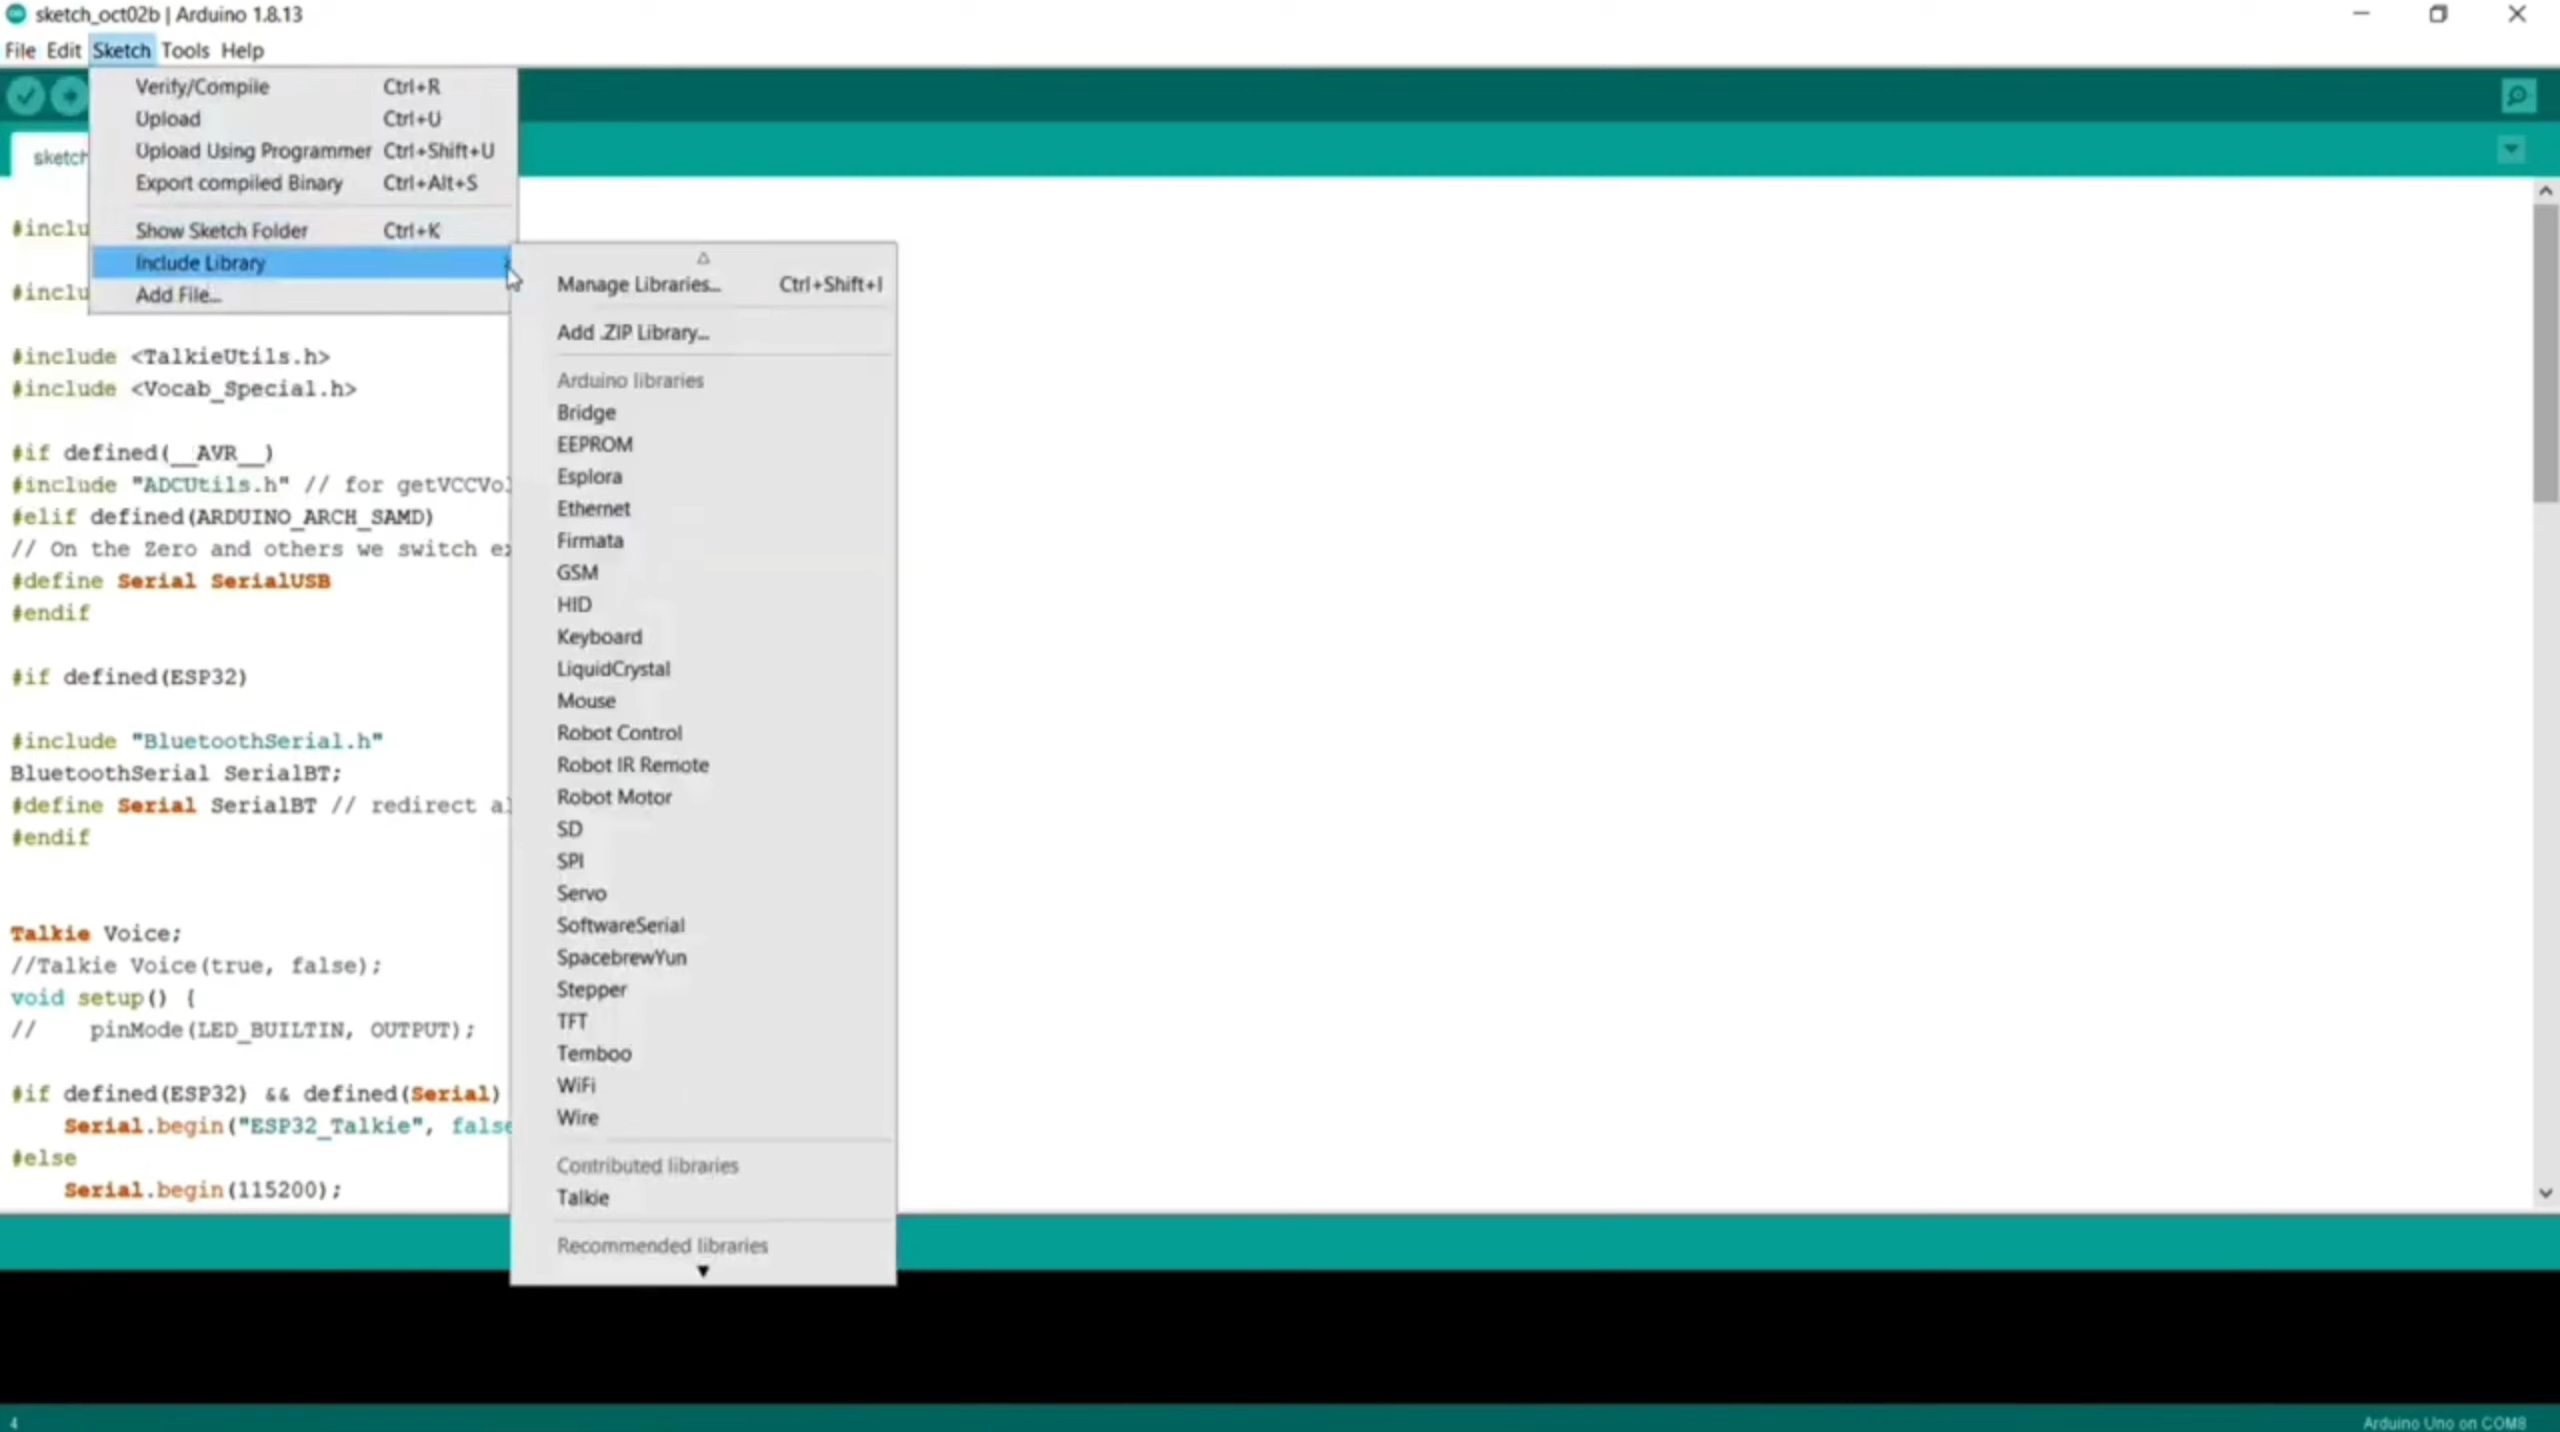 sketch_oct02b | Arduino 1.8.13
File Edit Sketch Tools Help
Verify/Compile Ctrl+R
Upload Ctrl+U
Upload Using Programmer Ctrl+Shift+U
Export compiled Binary Ctrl+Alt+S
Show Sketch Folder Ctrl+K
Include Library
Add File...
Manage Libraries... Ctrl+Shift+I
Add .ZIP Library...
Arduino libraries
Bridge
EEPROM
Esplora
Ethernet
Firmata
GSM
HID
Keyboard
LiquidCrystal
Mouse
Robot Control
Robot IR Remote
Robot Motor
SD
SPI
Servo
SoftwareSerial
SpacebrewYun
Stepper
TFT
Temboo
WiFi
Wire
Contributed libraries
Talkie
Recommended libraries
sketch
#inclu
#inclu
#include <TalkieUtils.h>
#include <Vocab_Special.h>
#if defined(__AVR__)
#include "ADCUtils.h" // for getVCCVo
#elif defined(ARDUINO_ARCH_SAMD)
// On the Zero and others we switch
#define Serial SerialUSB
#endif
#if defined(ESP32)
#include "BluetoothSerial.h"
BluetoothSerial SerialBT;
#define Serial SerialBT // redirect
#endif
Talkie Voice;
//Talkie Voice(true, false);
void setup() {
// pinMode(LED_BUILTIN, OUTPUT);
#if defined(ESP32) && defined(Serial)
Serial.begin("ESP32_Talkie", false
#else
Serial.begin(115200);
4
Arduino Uno on COM8